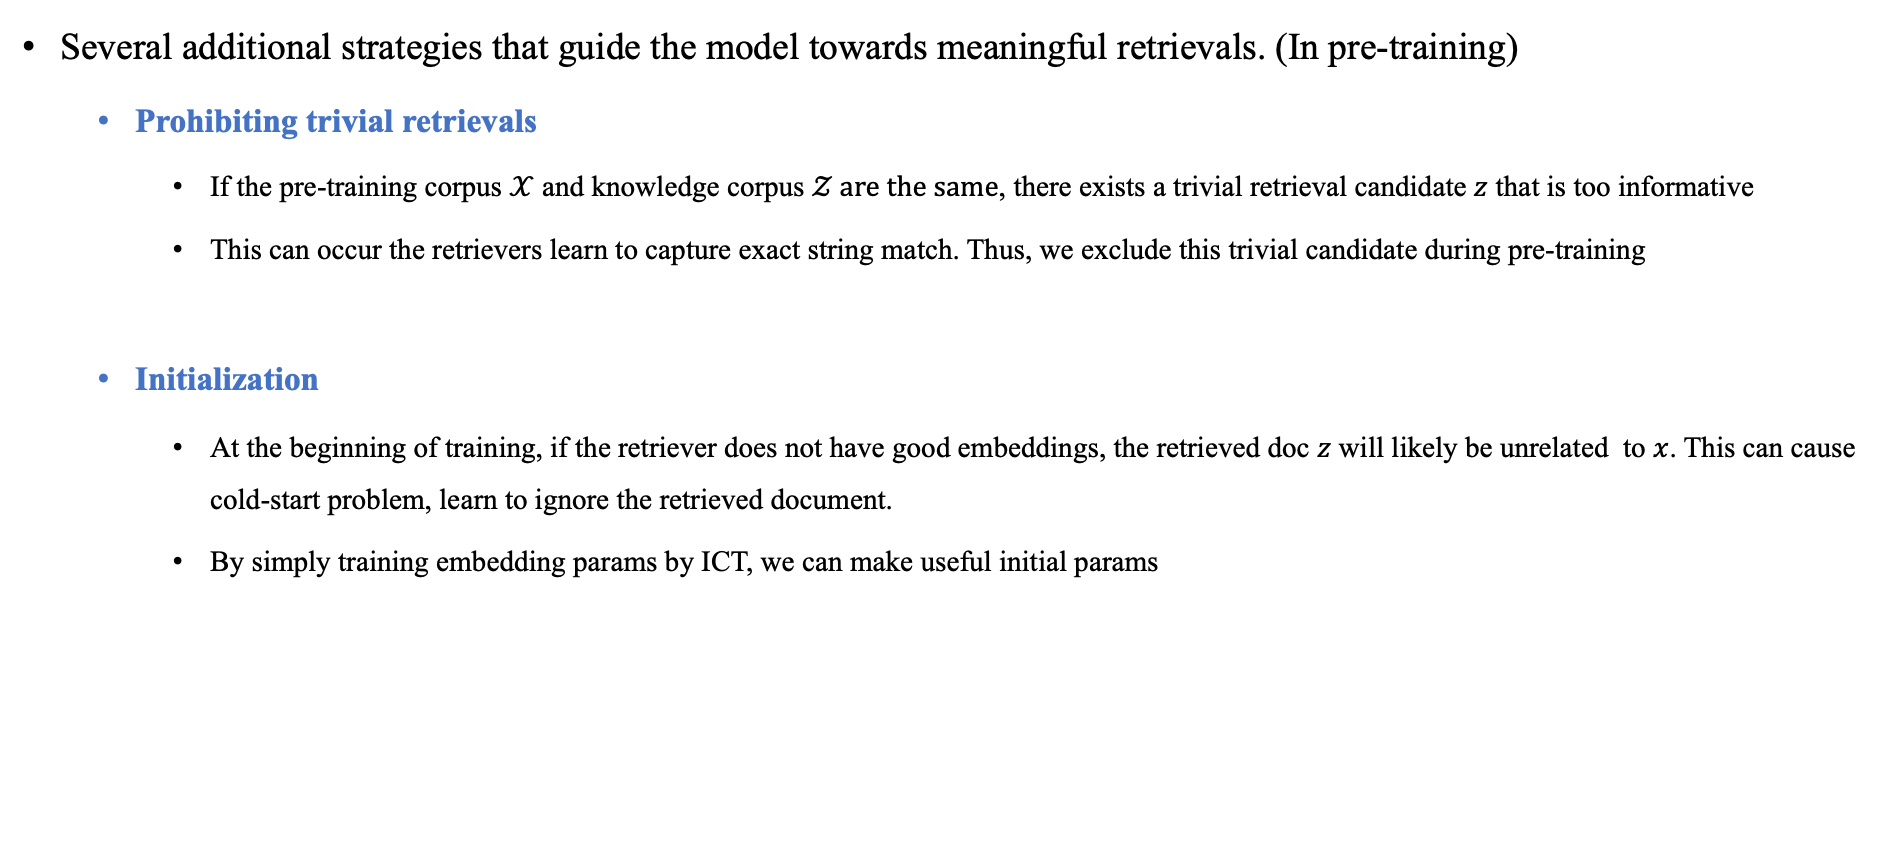 • Several additional strategies that guide the model towards meaningful retrievals. (In pre-training)
• Prohibiting trivial retrievals
• If the pre-training corpus 𝒳 and knowledge corpus 𝒵 are the same, there exists a trivial retrieval candidate 𝑧 that is too informative
• This can occur the retrievers learn to capture exact string match. Thus, we exclude this trivial candidate during pre-training
• Initialization
• At the beginning of training, if the retriever does not have good embeddings, the retrieved doc 𝑧 will likely be unrelated to 𝑥. This can cause
cold-start problem, learn to ignore the retrieved document.
• By simply training embedding params by ICT, we can make useful initial params